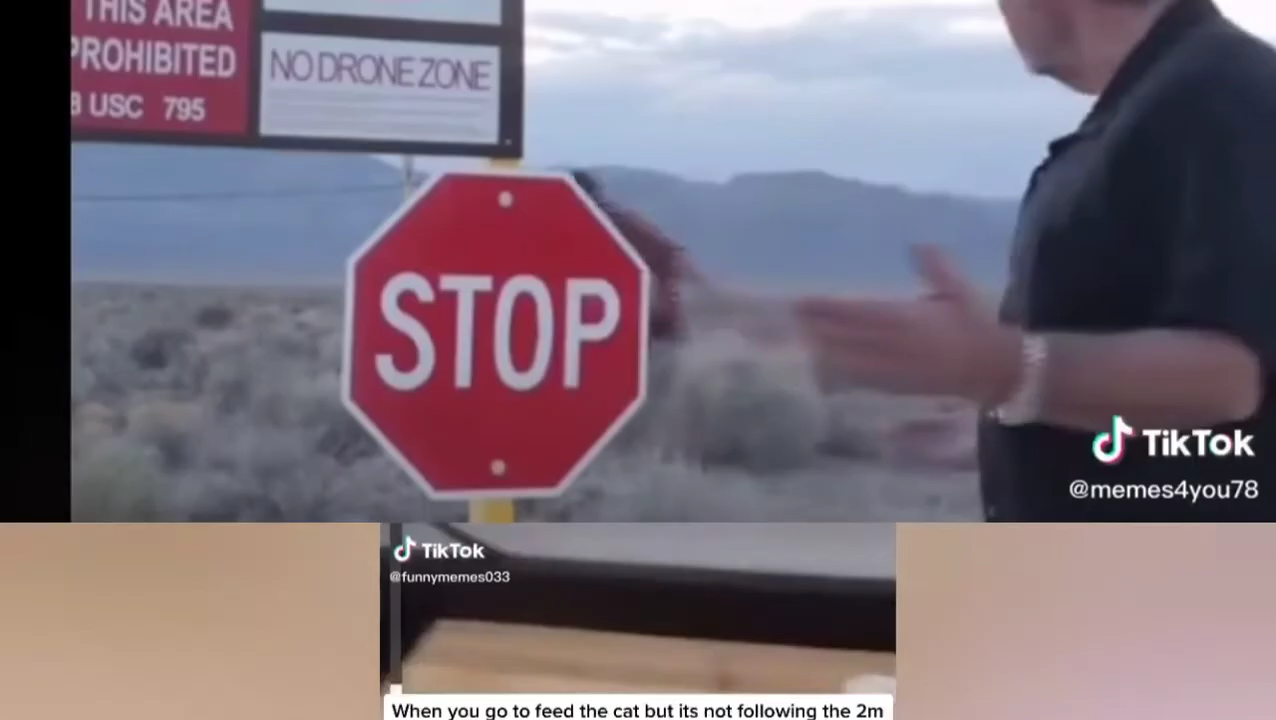 THIS AREA
PROHIBITED
USC 795
NO DRONE ZONE
STOP
TikTok
@memes4you78
TikTok
@funnymemes033
When you go to feed the cat but its not following the 2m